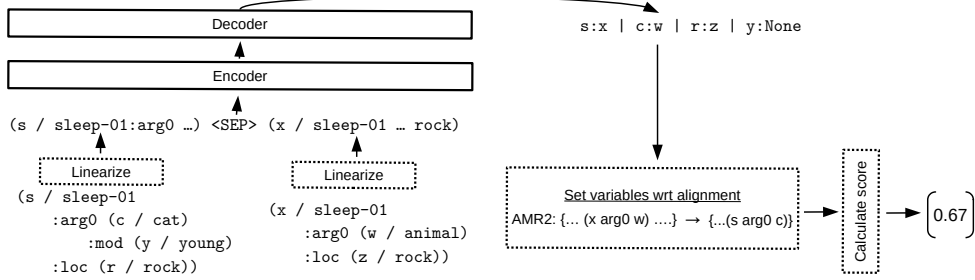 Decoder
Encoder
(s / sleep-01:arg0 …) <SEP> (x / sleep-01 … rock)
Linearize
(s / sleep-01
:arg0 (c / cat)
:mod (y / young)
:loc (r / rock))
Linearize
(x / sleep-01
:arg0 (w / animal)
:loc (z / rock))
s:x | c:w | r:z | y:None
Set variables wrt alignment
AMR2: {… (x arg0 w) ….} → {...(s arg0 c)}
Calculate score
0.67